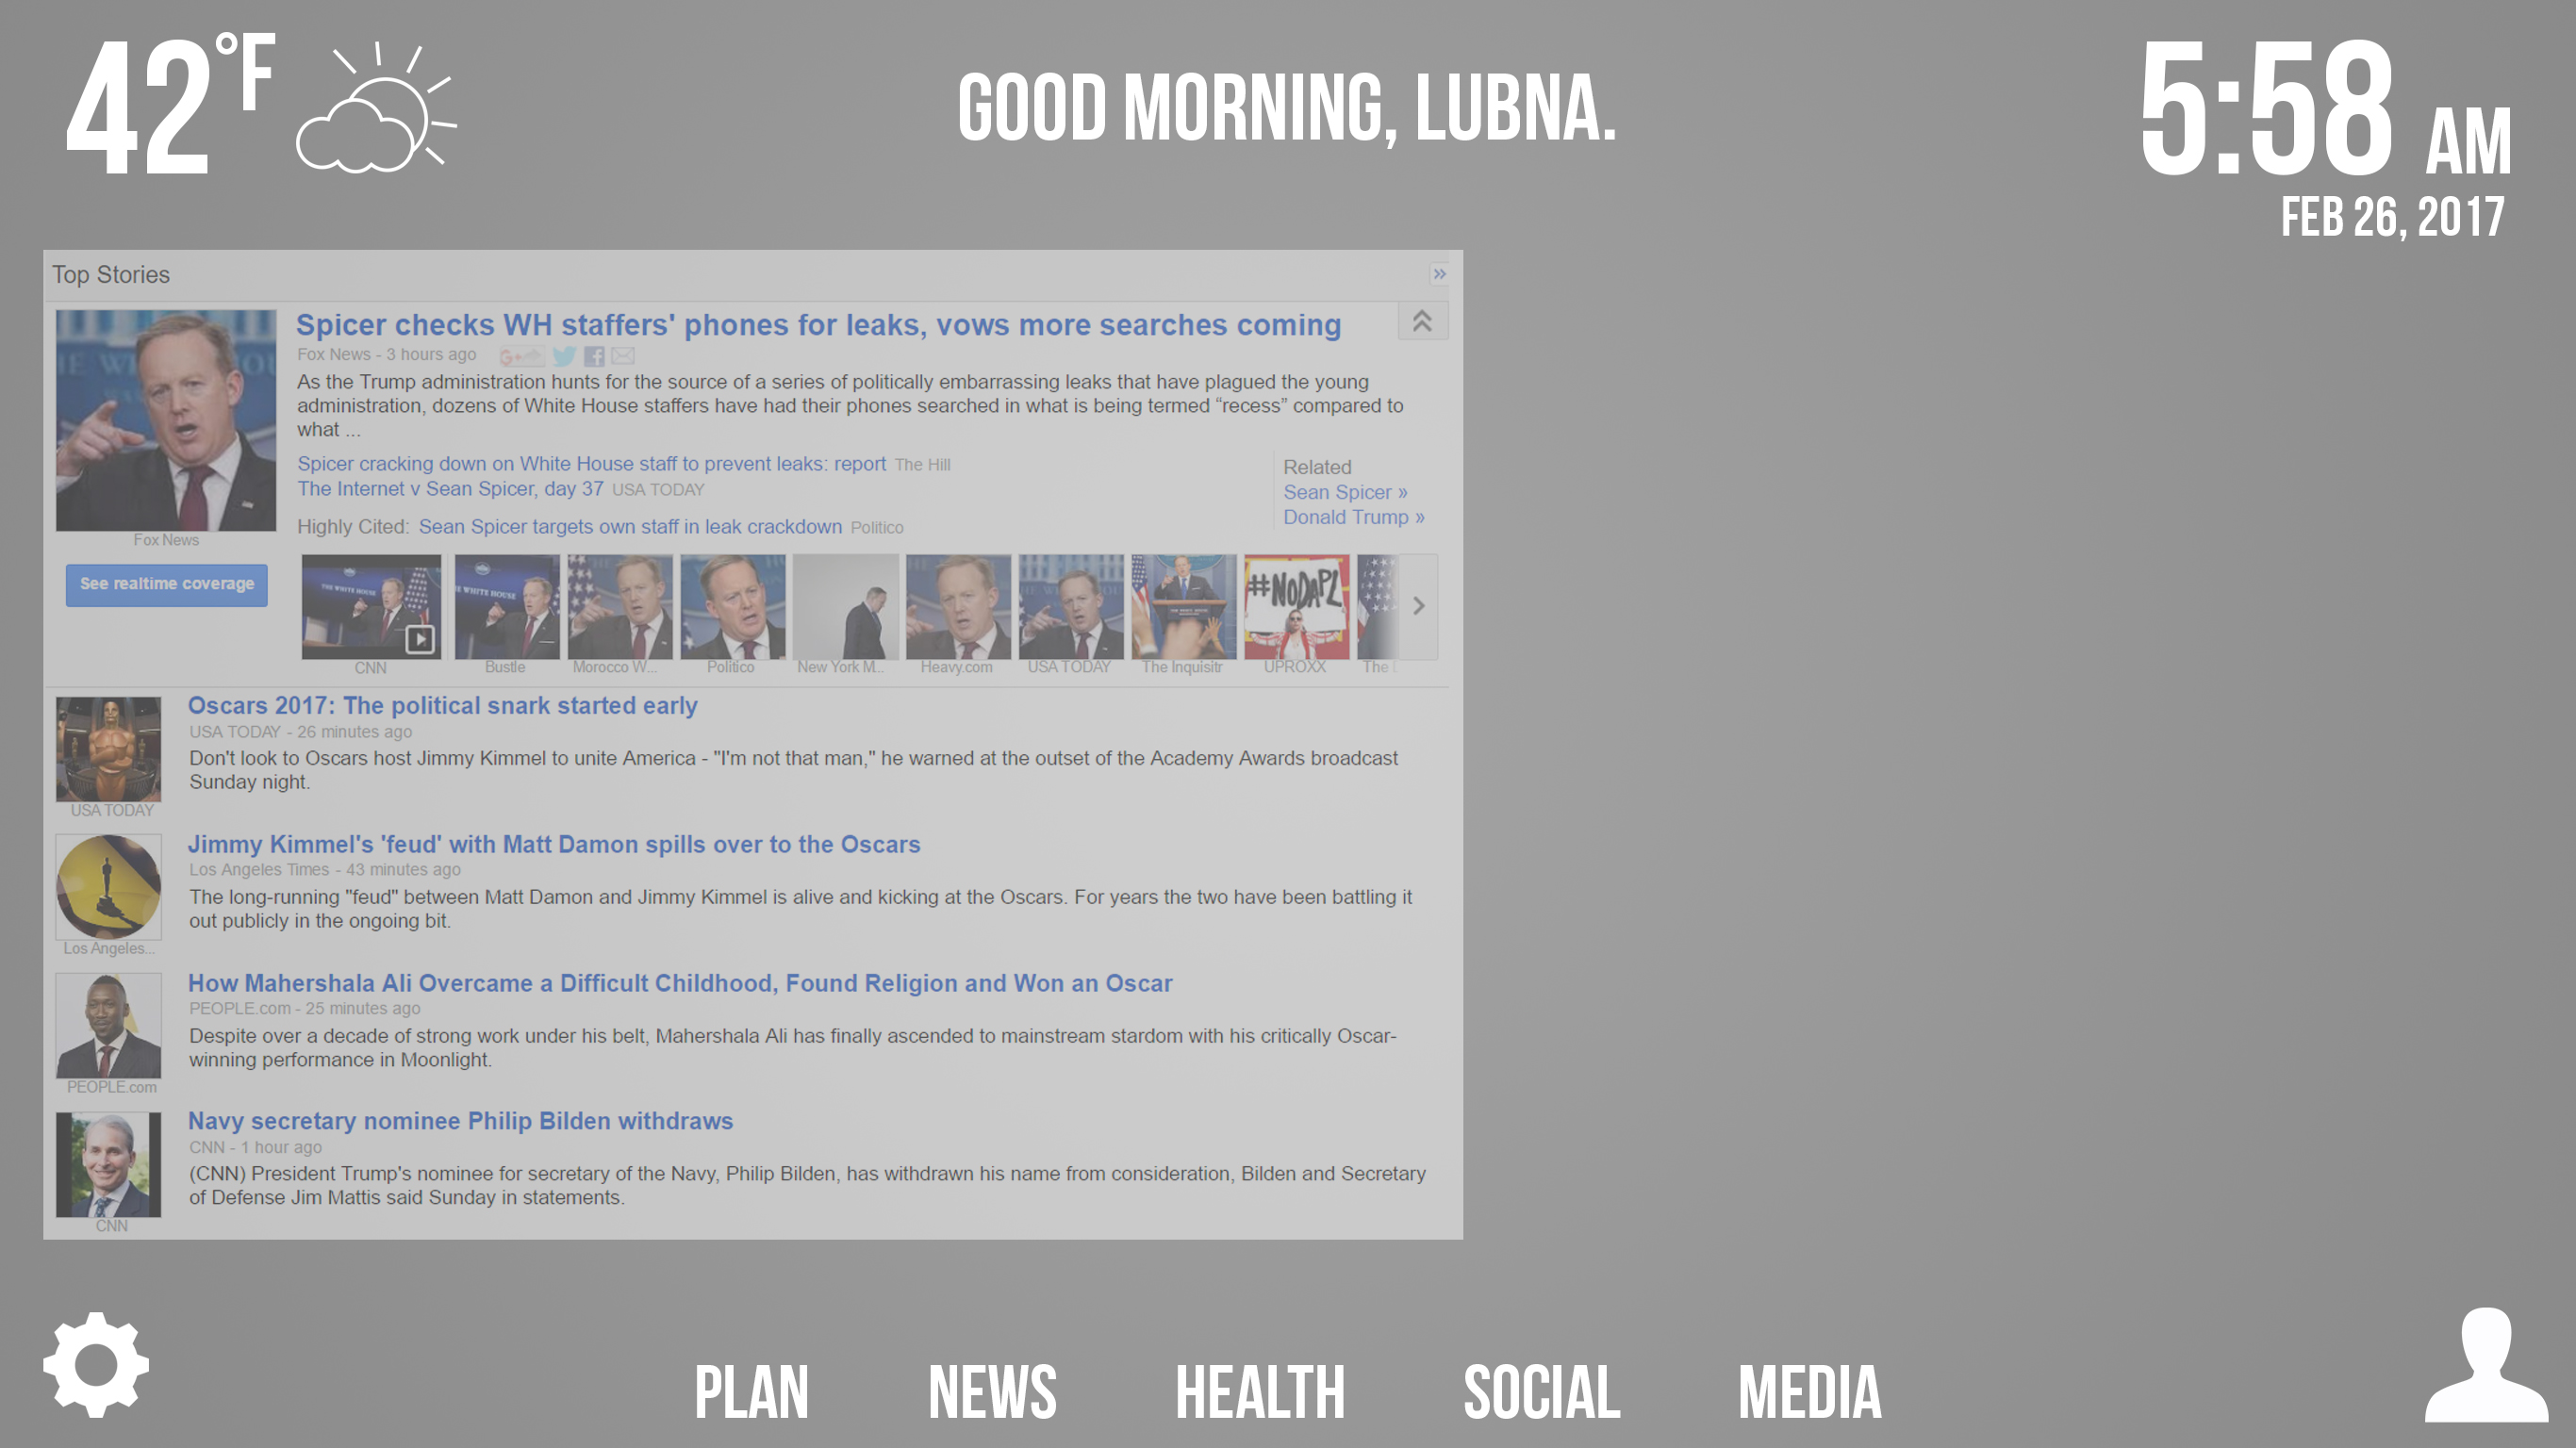 42°F
GOOD MORNING, LUBNA.
5:58 AM
FEB 26, 2017
Top Stories
»
Spicer checks WH staffers' phones for leaks, vows more searches coming
Fox News - 3 hours ago
As the Trump administration hunts for the source of a series of politically embarrassing leaks that have plagued the young
administration, dozens of White House staffers have had their phones searched in what is being termed “recess” compared to
what ...
Spicer cracking down on White House staff to prevent leaks: report The Hill
The Internet v Sean Spicer, day 37 USA TODAY
Highly Cited: Sean Spicer targets own staff in leak crackdown Politico
Related
Sean Spicer »
Donald Trump »
Fox News
See realtime coverage
THE WHITE HOUSE
#NODAPL
CNN
Bustle
Morocco W...
Politico
New York M...
Heavy.com
USA TODAY
The Inquisitr
UPROXX
The
Oscars 2017: The political snark started early
USA TODAY - 26 minutes ago
Don't look to Oscars host Jimmy Kimmel to unite America - "I'm not that man," he warned at the outset of the Academy Awards broadcast
Sunday night.
USA TODAY
Jimmy Kimmel's 'feud' with Matt Damon spills over to the Oscars
Los Angeles Times - 43 minutes ago
The long-running "feud" between Matt Damon and Jimmy Kimmel is alive and kicking at the Oscars. For years the two have been battling it
out publicly in the ongoing bit.
Los Angeles...
How Mahershala Ali Overcame a Difficult Childhood, Found Religion and Won an Oscar
PEOPLE.com - 25 minutes ago
Despite over a decade of strong work under his belt, Mahershala Ali has finally ascended to mainstream stardom with his critically Oscar-
winning performance in Moonlight.
PEOPLE.com
Navy secretary nominee Philip Bilden withdraws
CNN - 1 hour ago
(CNN) President Trump's nominee for secretary of the Navy, Philip Bilden, has withdrawn his name from consideration, Bilden and Secretary
of Defense Jim Mattis said Sunday in statements.
CNN
PLAN
NEWS
HEALTH
SOCIAL
MEDIA